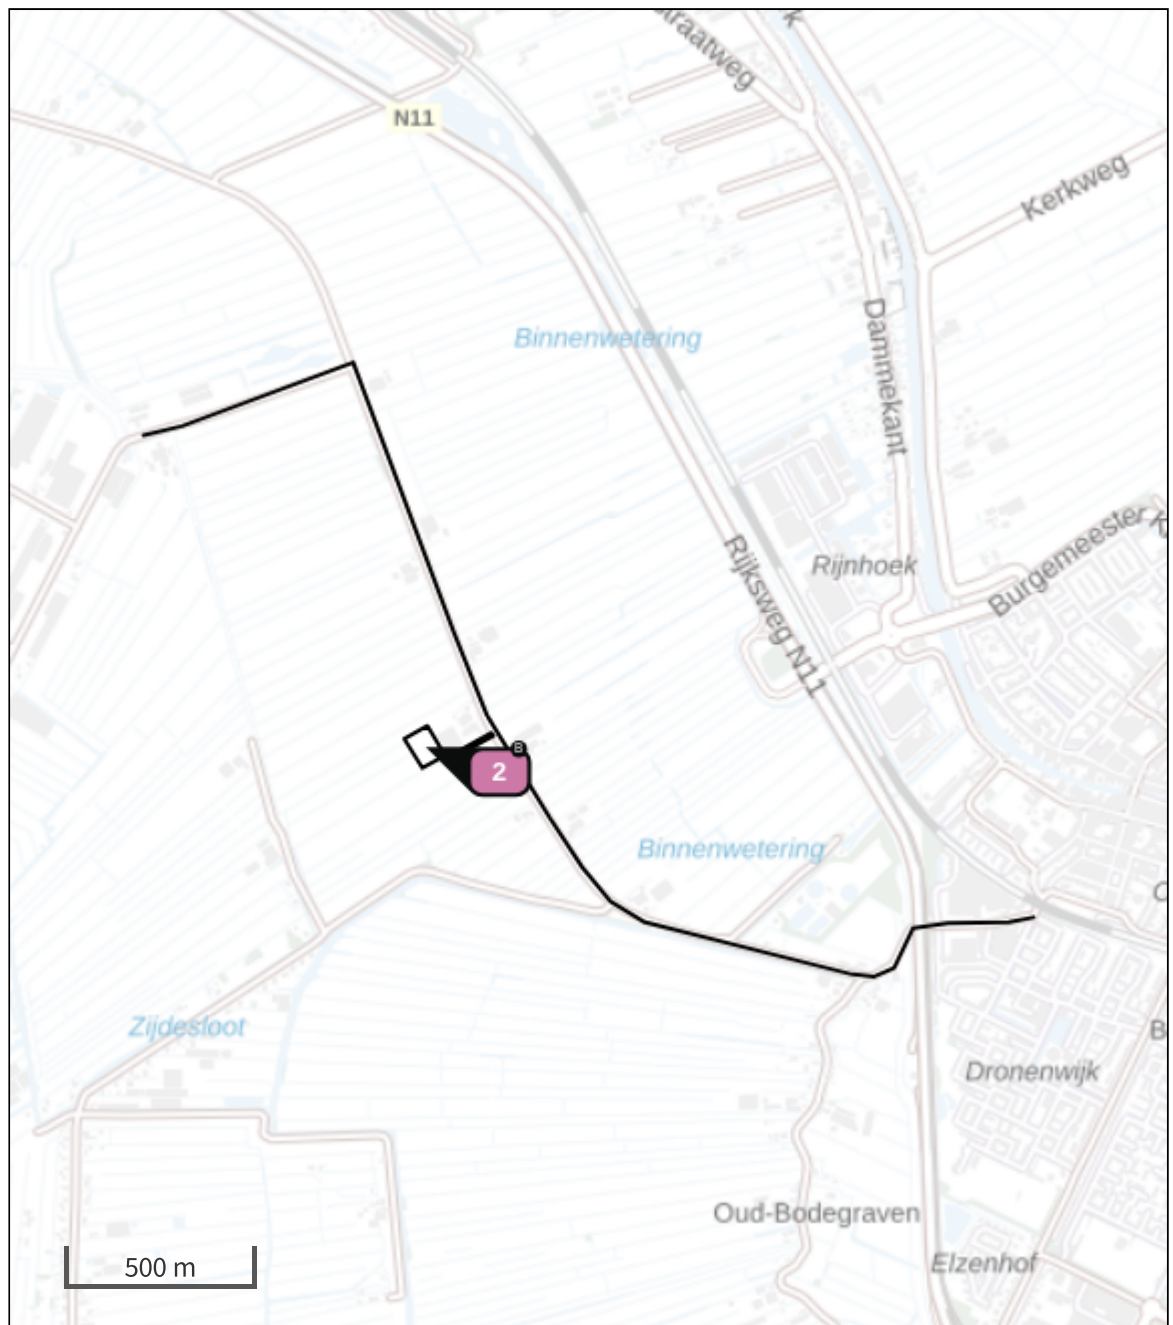 N11
Kerkweg
Binnenwetering
Dammekant
Rijnhoek
Burgemeester
Rijksweg N11
2
B
Binnenwetering
Zijdesloot
Dronenwijk
Oud-Bodegraven
Elzenhof
500 m